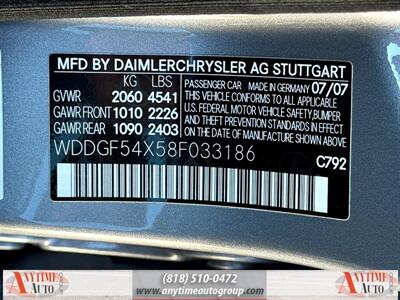 MFD BY DAIMLERCHRYSLER AG STUTTGART
KG LBS
GVWR 2060 4541
GAWR FRONT 1010 2226
GAWR REAR 1090 2403
PASSENGER CAR MADE IN GERMANY 07/07
THIS VEHICLE CONFORMS TO ALL APPLICABLE
U.S. FEDERAL MOTOR VEHICLE SAFETY, BUMPER
AND THEFT PREVENTION STANDARDS IN EFFECT
ON THE DATE OF MANUFACTURE SHOWN ABOVE.
WDDGF54X58F033186
C792
ANYTIME
AUTO
(818) 510-0472
www.anytimeautogroup.com
ANYTIME
AUTO